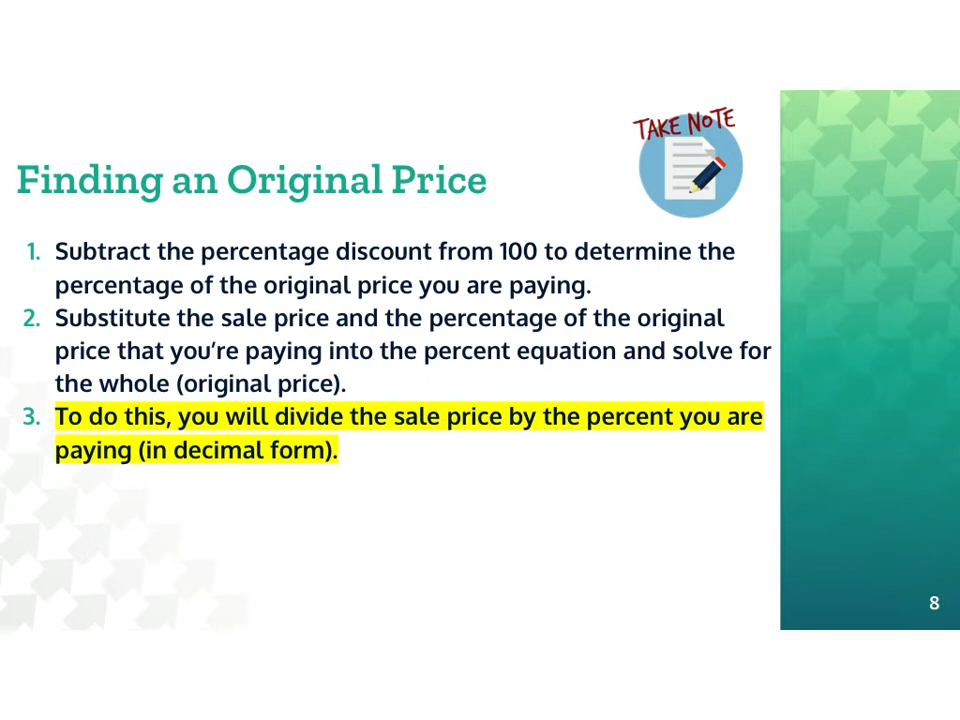 TAKE NOTE
Finding an Original Price
1. Subtract the percentage discount from 100 to determine the
percentage of the original price you are paying.
2. Substitute the sale price and the percentage of the original
price that you’re paying into the percent equation and solve for
the whole (original price).
3. To do this, you will divide the sale price by the percent you are
paying (in decimal form).
8